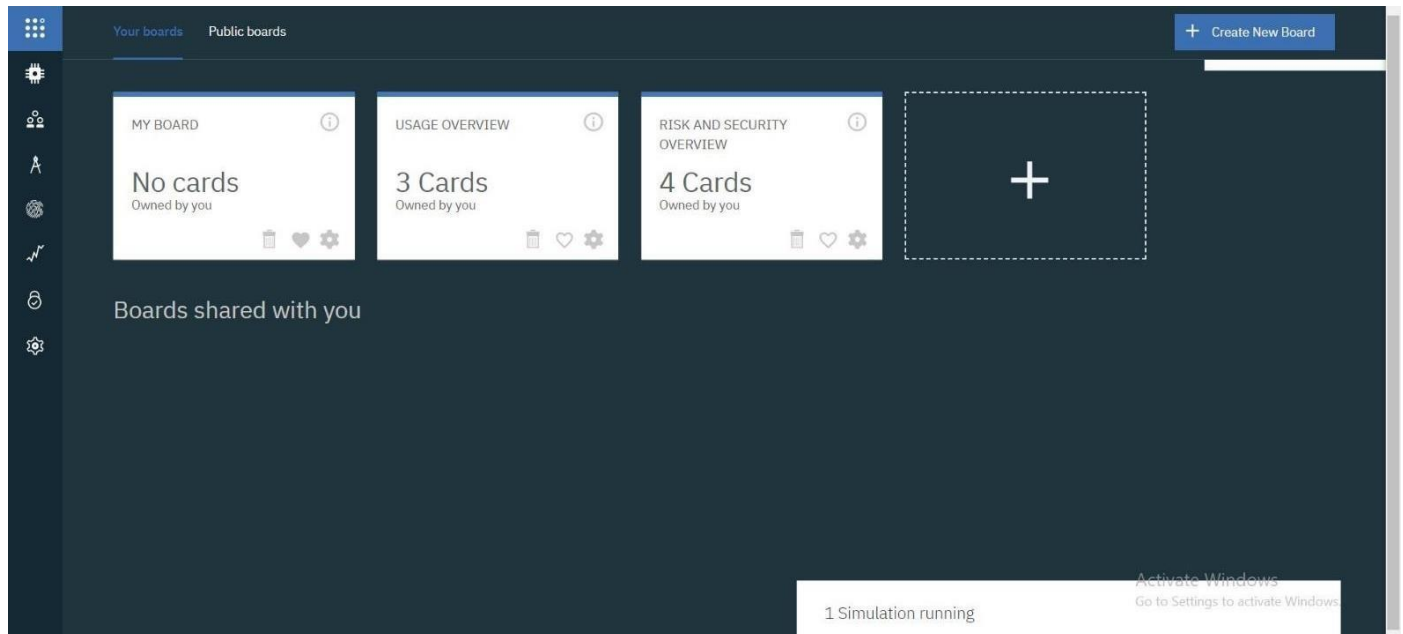 Your boards
Public boards
+ Create New Board
MY BOARD
No cards
Owned by you
USAGE OVERVIEW
3 Cards
Owned by you
RISK AND SECURITY
OVERVIEW
4 Cards
Owned by you
Boards shared with you
1 Simulation running
Activate Windows
Go to Settings to activate Windows.